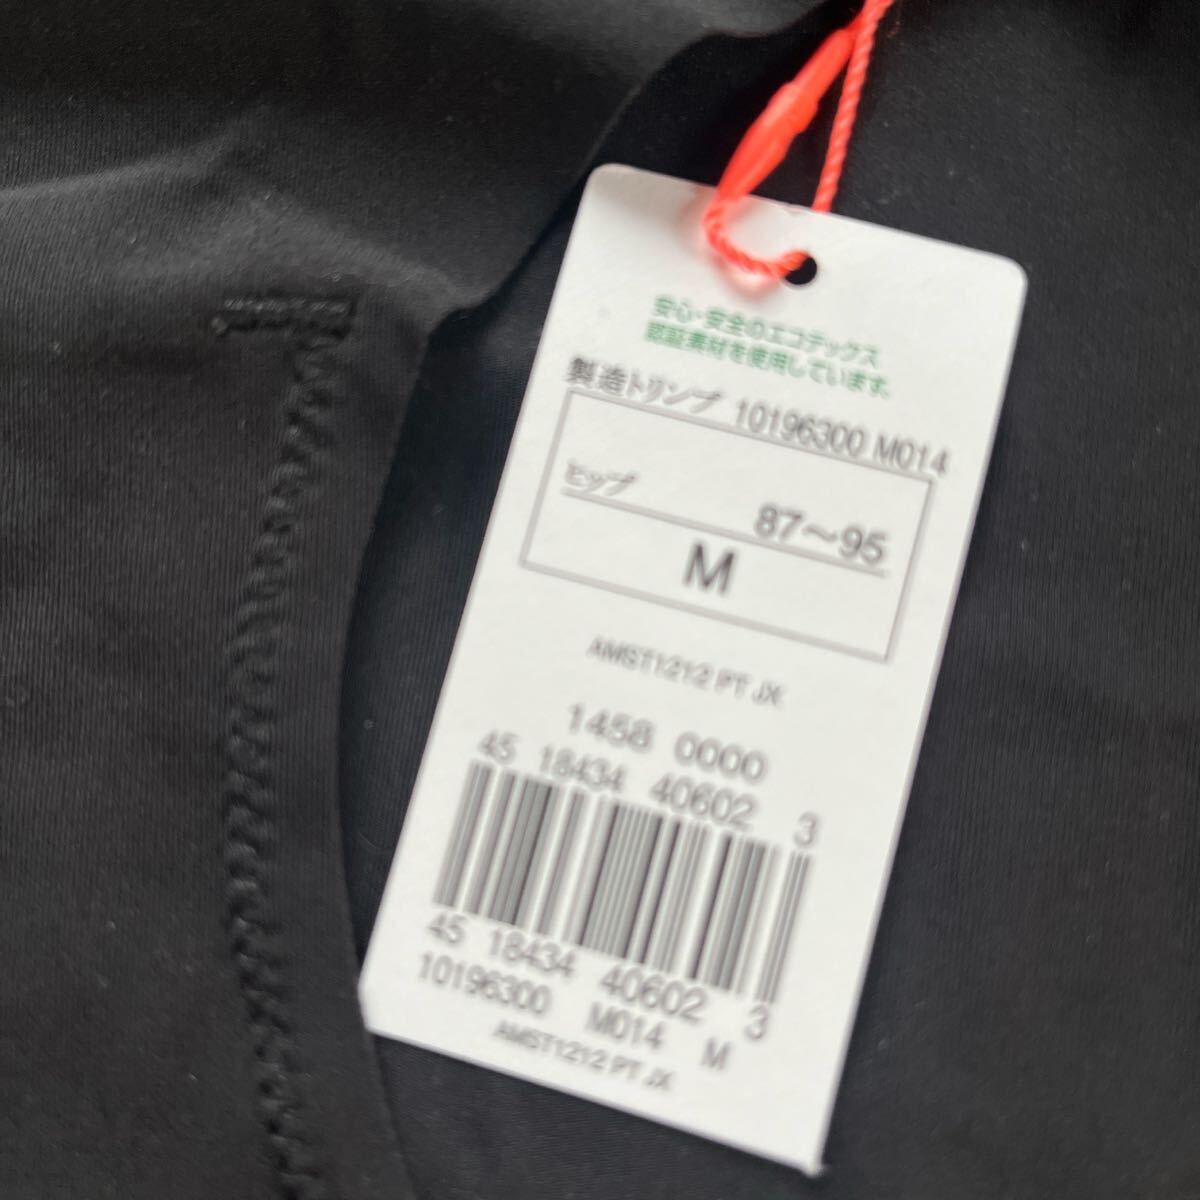 安心・安全のエコテックス
認証素材を使用しています。
製造トリンプ 10196300 M014
ヒップ
87～95
M
AMST1212 PT JX
1458 0000
45 18434 40602 3
45 18434 40602 3
10196300 M014 M
AMST1212 PT JX